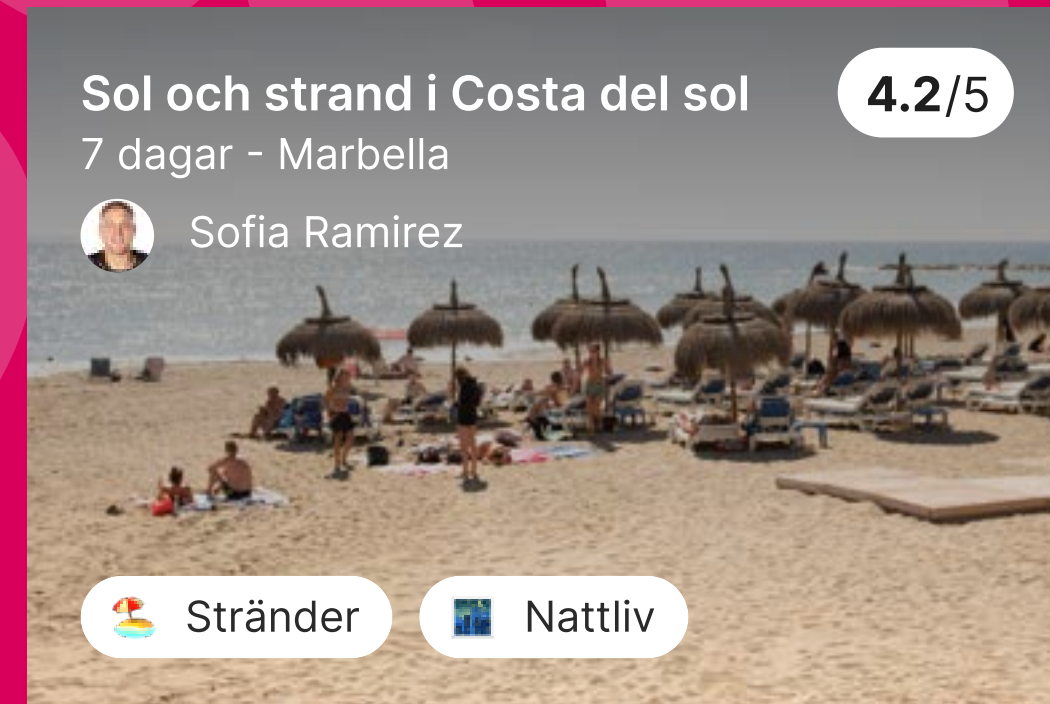 Sol och strand i Costa del sol
4.2/5
7 dagar - Marbella
Sofia Ramirez
Stränder
Nattliv